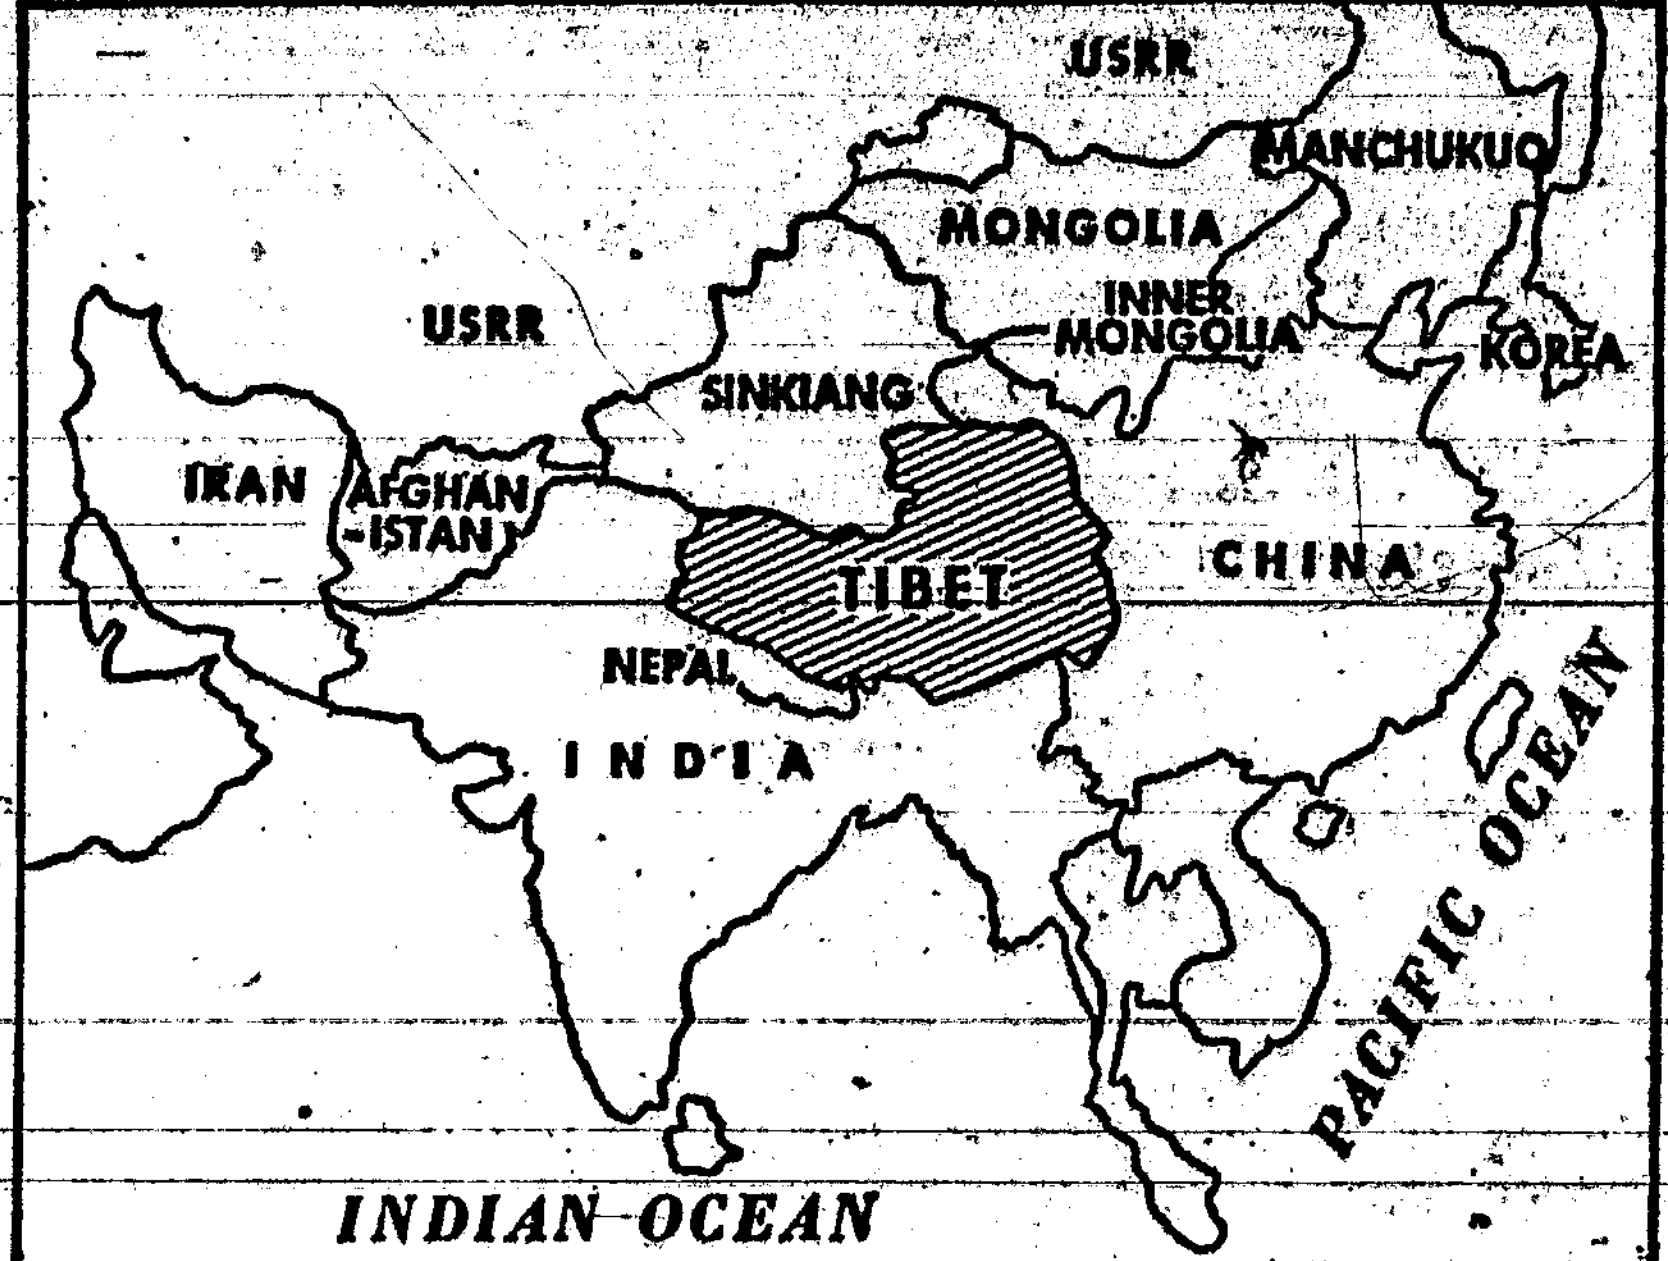 USRR
MANCHUKUO
MONGOLIA
USRR
INNER
MONGOLIA
KOREA
SINKIANG
IRAN
AFGHAN
-ISTAN
TIBET
CHINA
NEPAL
INDIA
PACIFIC OCEAN
INDIAN OCEAN